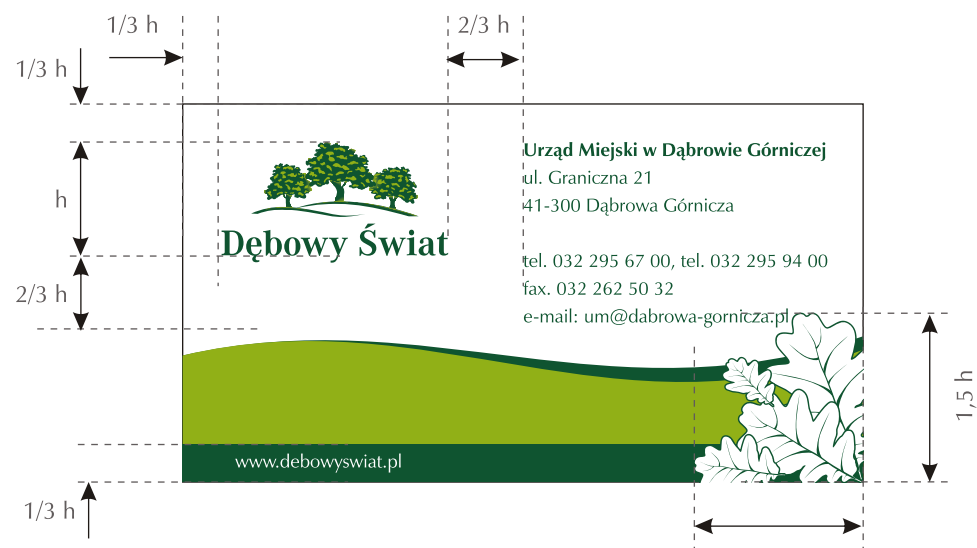 1/3 h
2/3 h
1/3 h
h
2/3 h
1/3 h
Dębowy Świat
Urząd Miejski w Dąbrowie Górniczej
ul. Graniczna 21
41-300 Dąbrowa Górnicza
tel. 032 295 67 00, tel. 032 295 94 00
fax. 032 262 50 32
e-mail: um@dabrowa-gornicza.pl
1,5 h
www.debowyswiat.pl